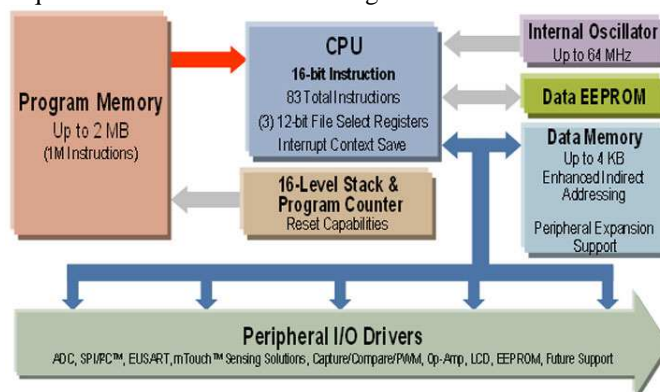 CPU
16-bit Instruction
83 Total Instructions
(3) 12-bit File Select Registers
Interrupt Context Save
Program Memory
Up to 2 MB
(1M Instructions)
Internal Oscillator
Up to 64 MHz
Data EEPROM
Data Memory
Up to 4 KB
Enhanced Indirect
Addressing
Peripheral Expansion
Support
16-Level Stack &
Program Counter
Reset Capabilities
Peripheral I/O Drivers
ADC, SPI/I²C™, EUSART, mTouch™ Sensing Solutions, Capture/Compare/PWM, Op-Amp, LCD, EEPROM, Future Support